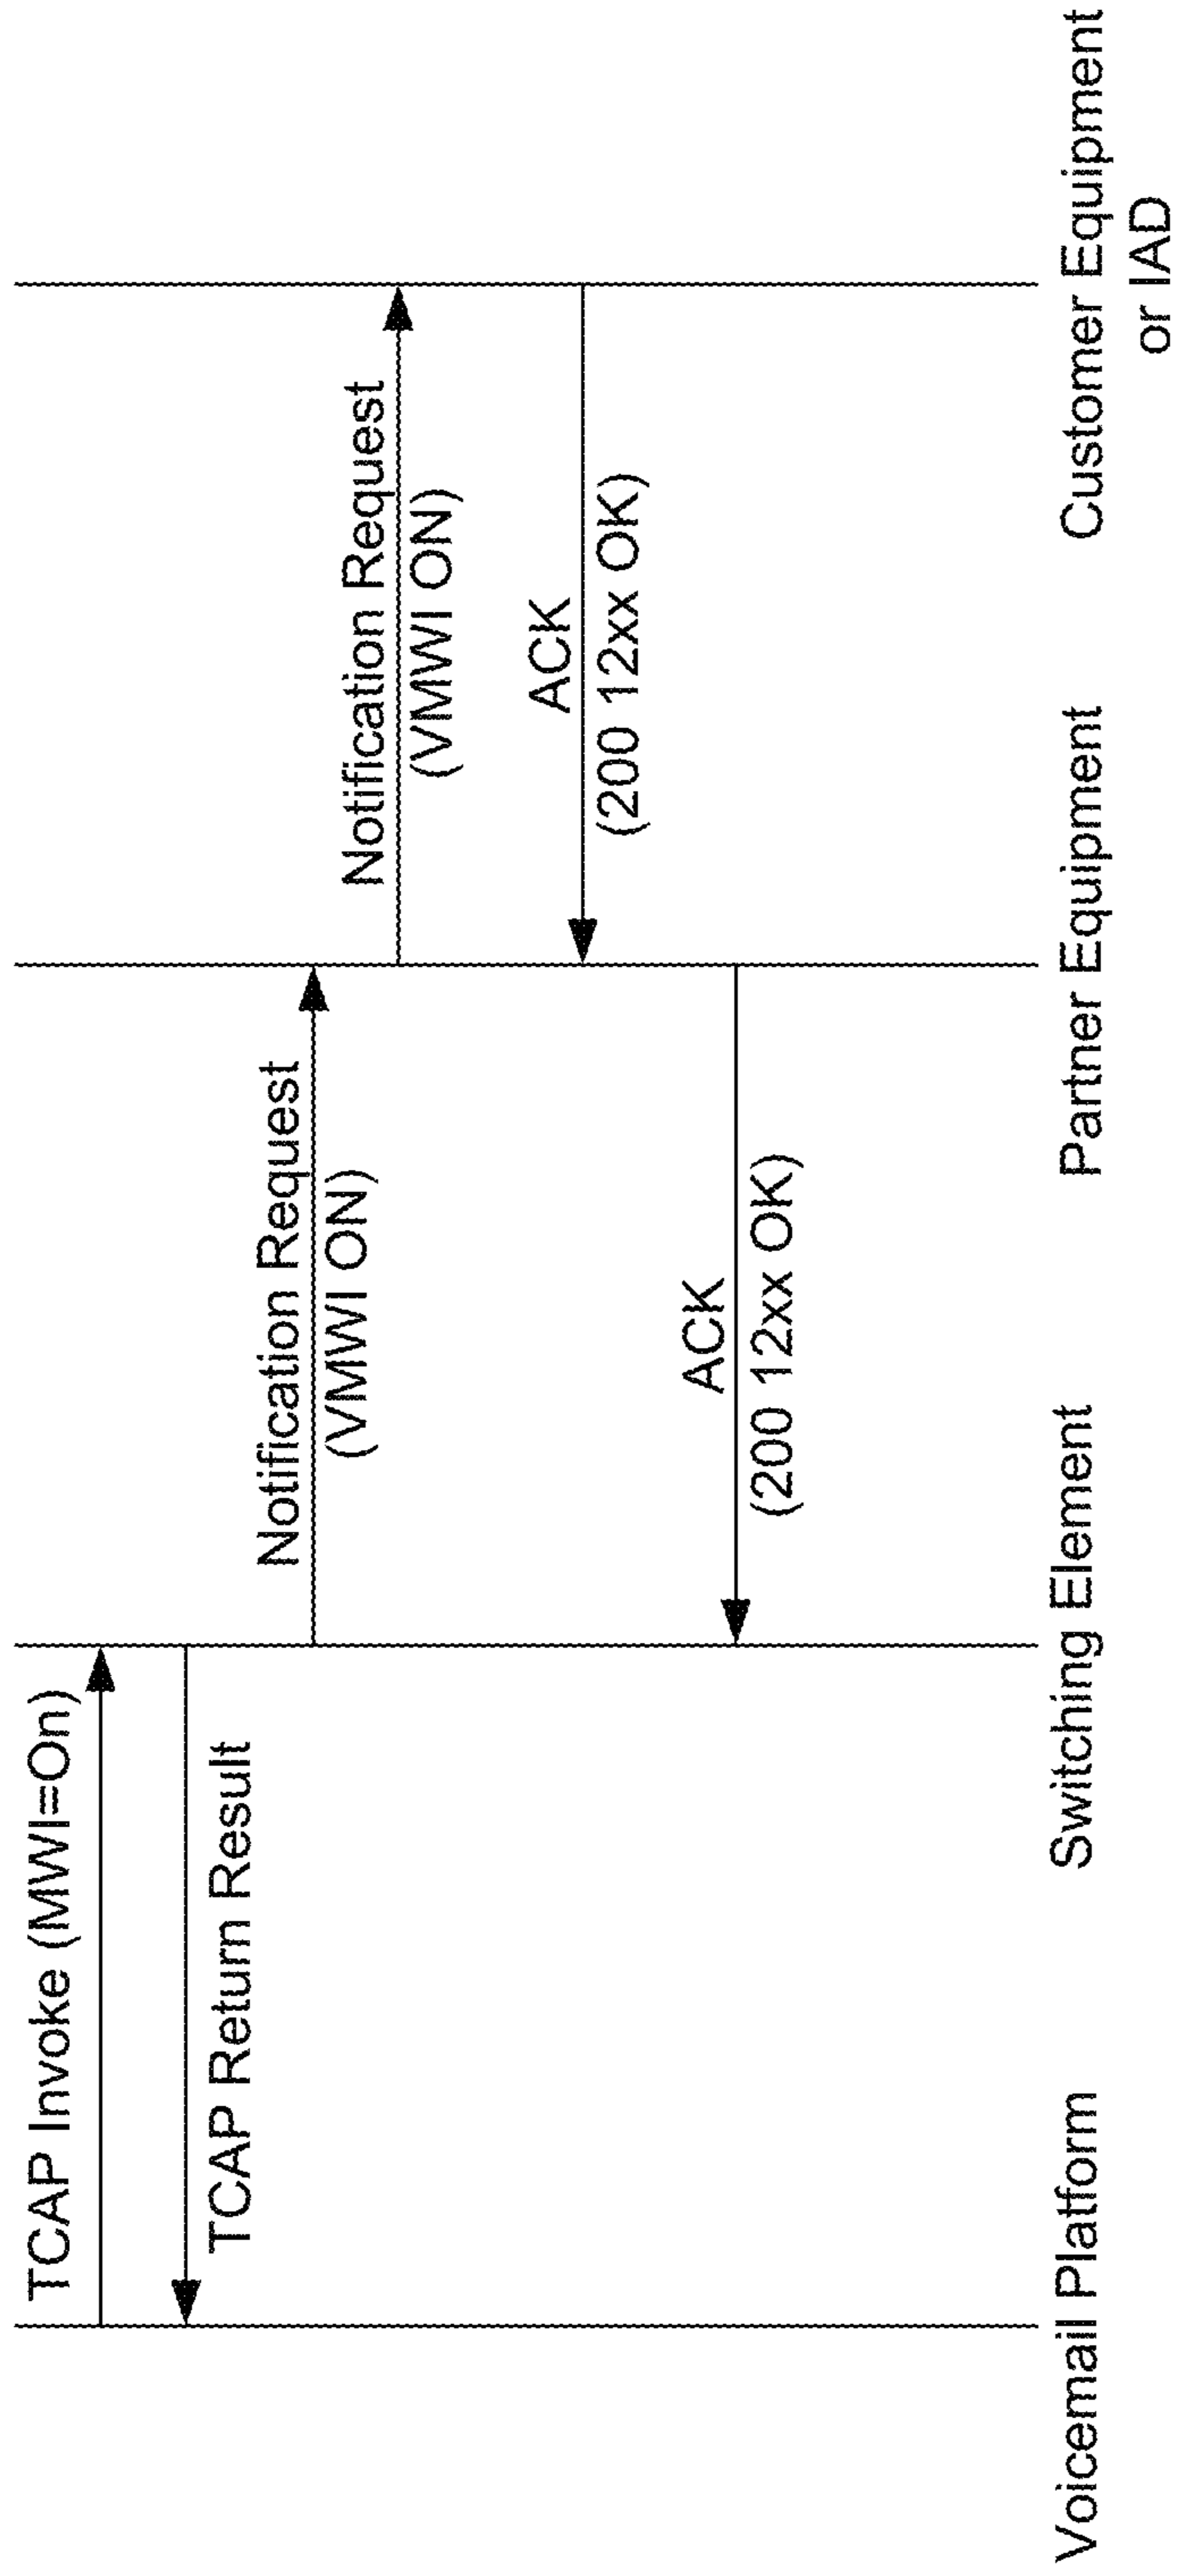 TCAP Invoke (MWI=On)
TCAP Return Result
Notification Request
(VMWI ON)
Notification Request
(VMWI ON)
ACK
(200 12xx OK)
ACK
(200 12xx OK)
Voicemail Platform
Switching Element
Partner Equipment
Customer Equipment
or IAD